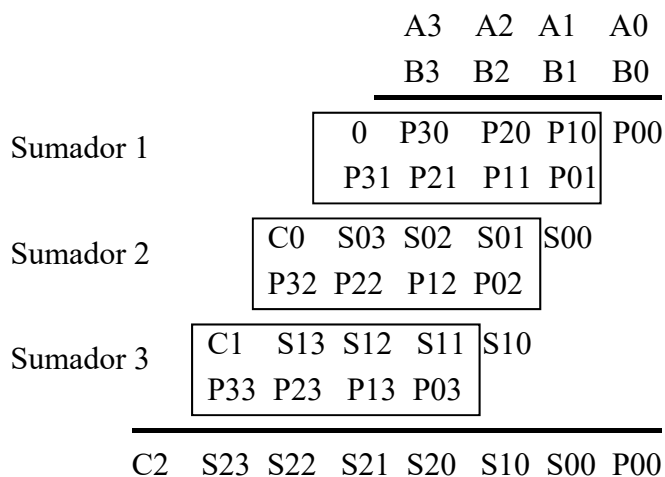 A3 A2 A1 A0
B3 B2 B1 B0
Sumador 1
0 P30 P20 P10 P00
P31 P21 P11 P01
Sumador 2
C0 S03 S02 S01 S00
P32 P22 P12 P02
Sumador 3
C1 S13 S12 S11 S10
P33 P23 P13 P03
C2 S23 S22 S21 S20 S10 S00 P00